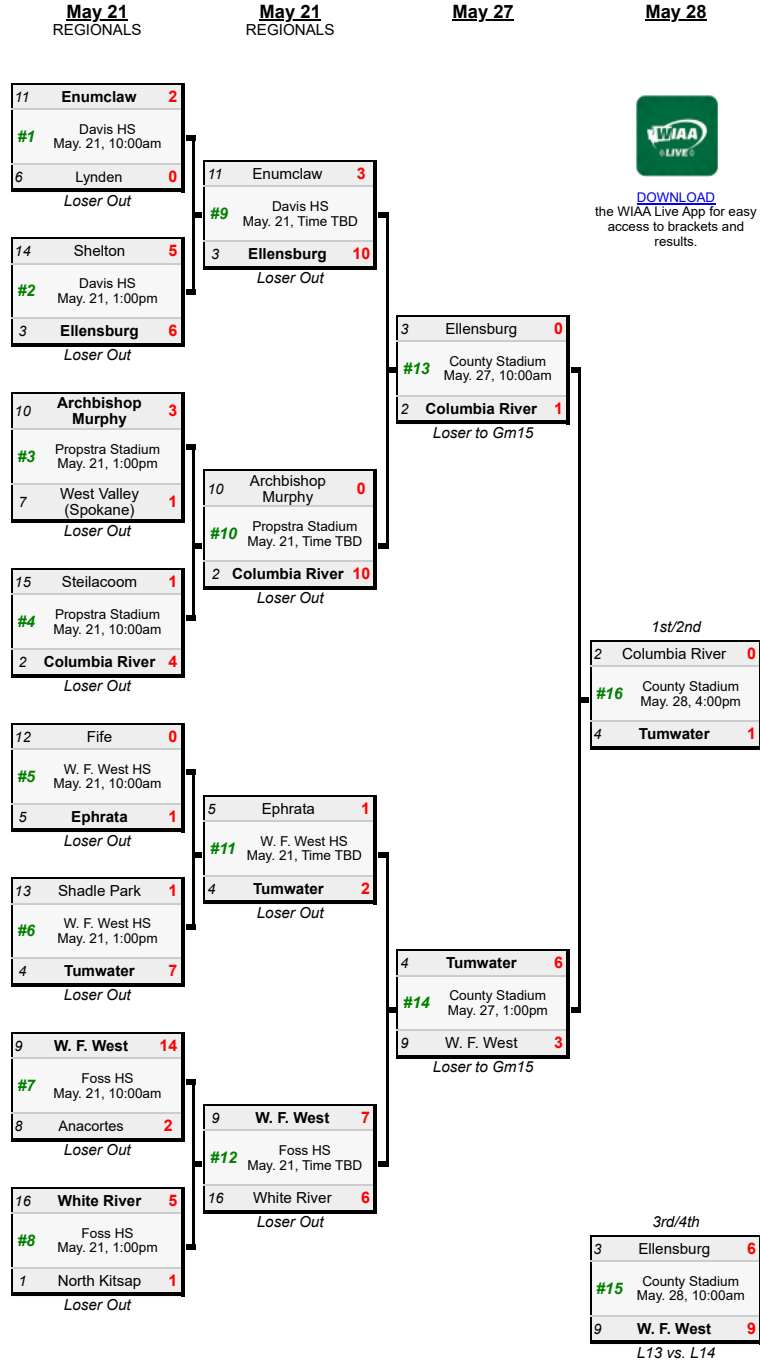 May 21
REGIONALS
May 21
REGIONALS
May 27
May 28
WIAA
LIVE
DOWNLOAD
the WIAA Live App for easy
access to brackets and
results.
11 Enumclaw 2
#1 Davis HS
May. 21, 10:00am
6 Lynden 0
Loser Out
14 Shelton 5
#2 Davis HS
May. 21, 1:00pm
3 Ellensburg 6
Loser Out
10 Archbishop
Murphy 3
#3 Propstra Stadium
May. 21, 1:00pm
7 West Valley
(Spokane) 1
Loser Out
15 Steilacoom 1
#4 Propstra Stadium
May. 21, 10:00am
2 Columbia River 4
Loser Out
12 Fife 0
#5 W. F. West HS
May. 21, 10:00am
5 Ephrata 1
Loser Out
13 Shadle Park 1
#6 W. F. West HS
May. 21, 1:00pm
4 Tumwater 7
Loser Out
9 W. F. West 14
#7 Foss HS
May. 21, 10:00am
8 Anacortes 2
Loser Out
16 White River 5
#8 Foss HS
May. 21, 1:00pm
1 North Kitsap 1
Loser Out
11 Enumclaw 3
#9 Davis HS
May. 21, Time TBD
3 Ellensburg 10
Loser Out
10 Archbishop
Murphy 0
#10 Propstra Stadium
May. 21, Time TBD
2 Columbia River 10
Loser Out
5 Ephrata 1
#11 W. F. West HS
May. 21, Time TBD
4 Tumwater 2
Loser Out
9 W. F. West 7
#12 Foss HS
May. 21, Time TBD
16 White River 6
Loser Out
3 Ellensburg 0
#13 County Stadium
May. 27, 10:00am
2 Columbia River 1
Loser to Gm15
4 Tumwater 6
#14 County Stadium
May. 27, 1:00pm
9 W. F. West 3
Loser to Gm15
1st/2nd
2 Columbia River 0
#16 County Stadium
May. 28, 4:00pm
4 Tumwater 1
3rd/4th
3 Ellensburg 6
#15 County Stadium
May. 28, 10:00am
9 W. F. West 9
L13 vs. L14